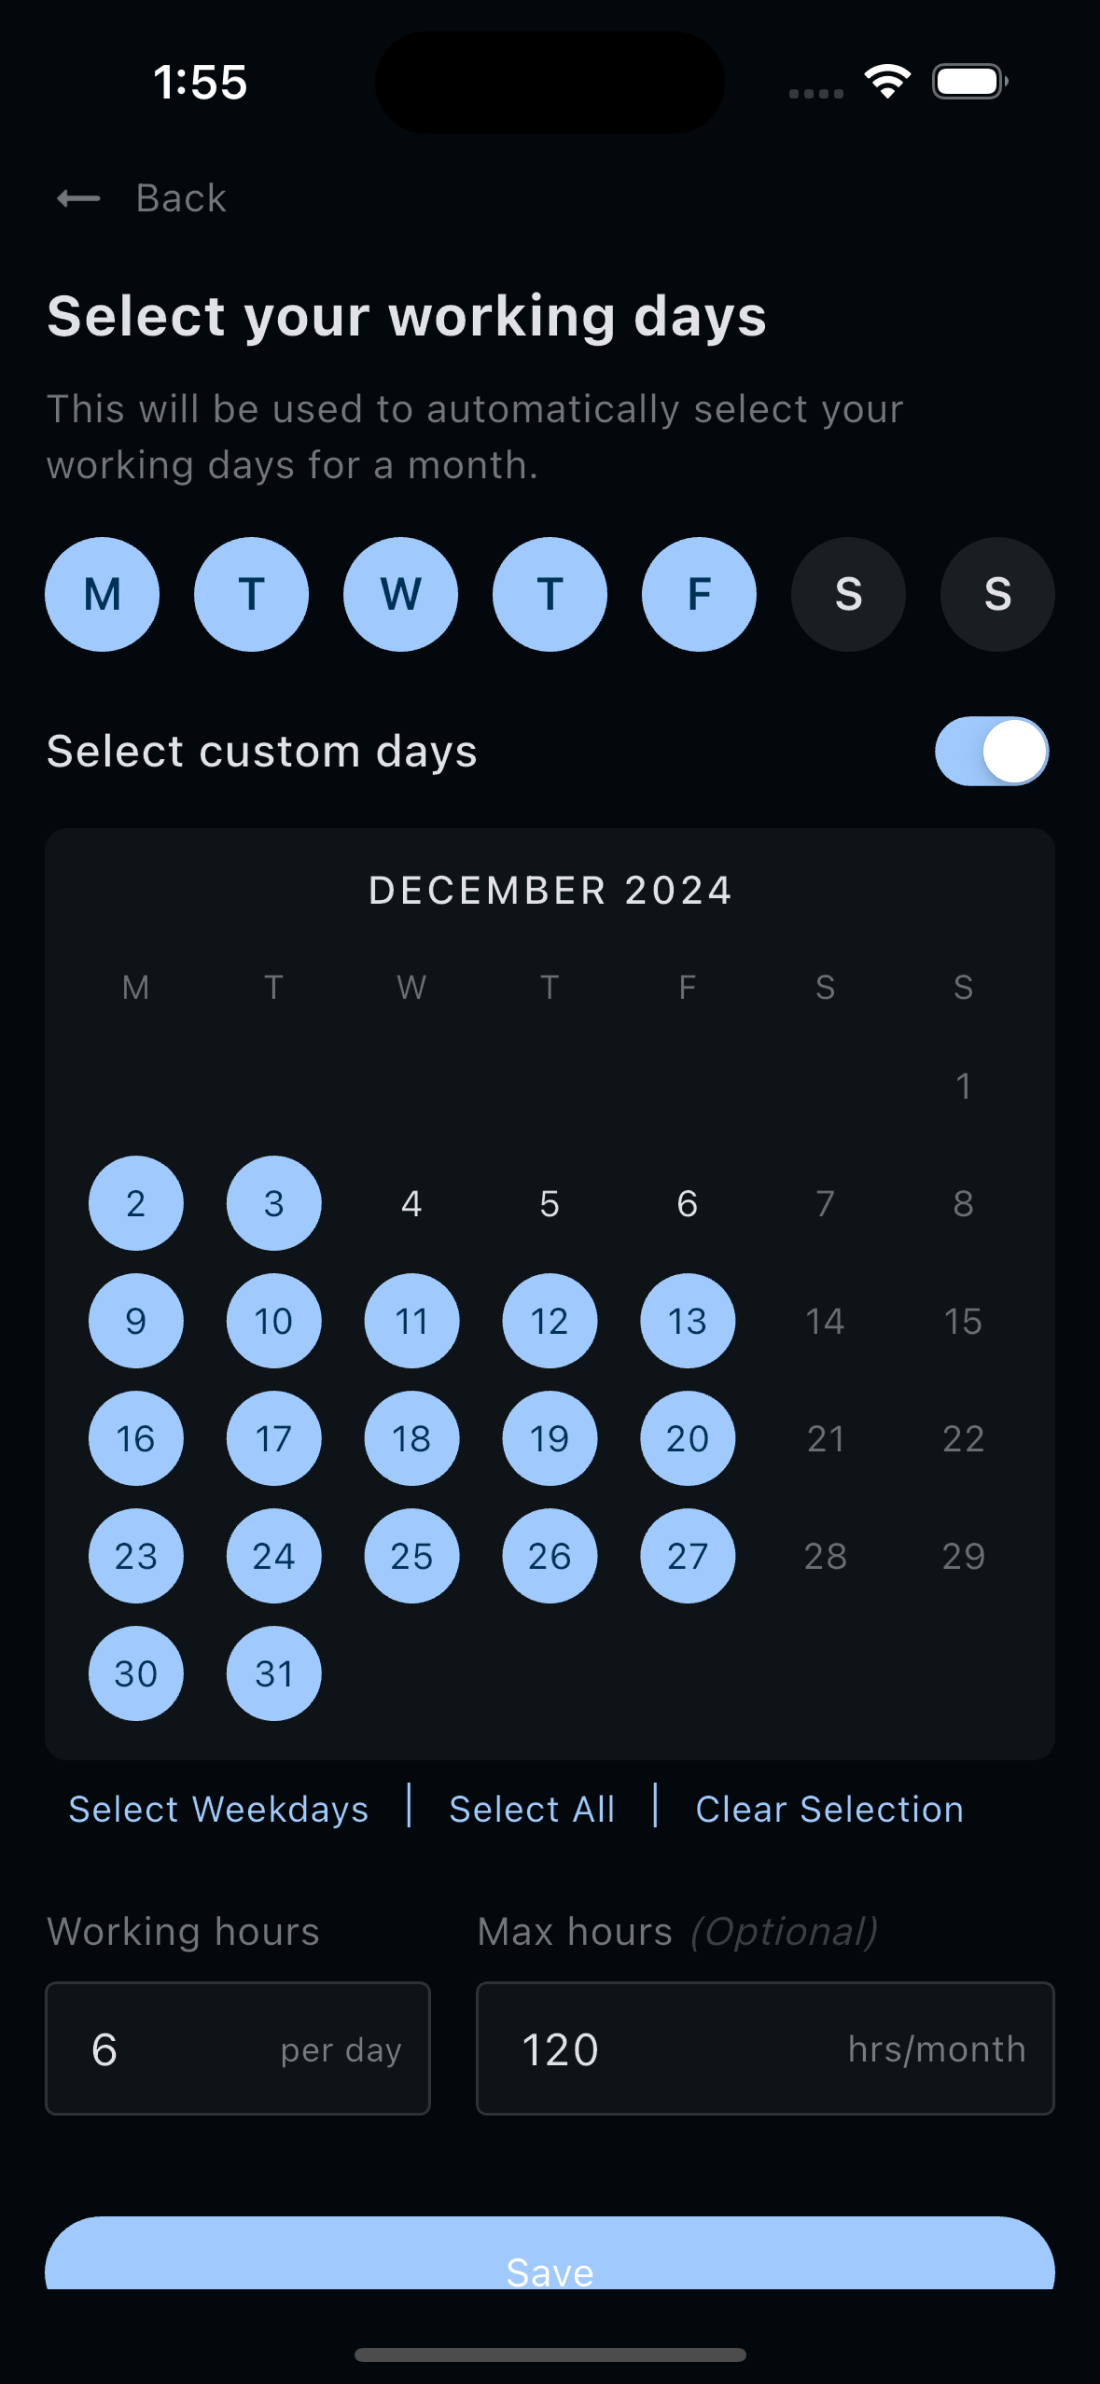 1:55
Back
Select your working days
This will be used to automatically select your
working days for a month.
M T W T F S S
Select custom days
DECEMBER 2024
M T W T F S S
1
2 3 4 5 6 7 8
9 10 11 12 13 14 15
16 17 18 19 20 21 22
23 24 25 26 27 28 29
30 31
Select Weekdays | Select All | Clear Selection
Working hours Max hours (Optional)
6 per day 120 hrs/month
Save